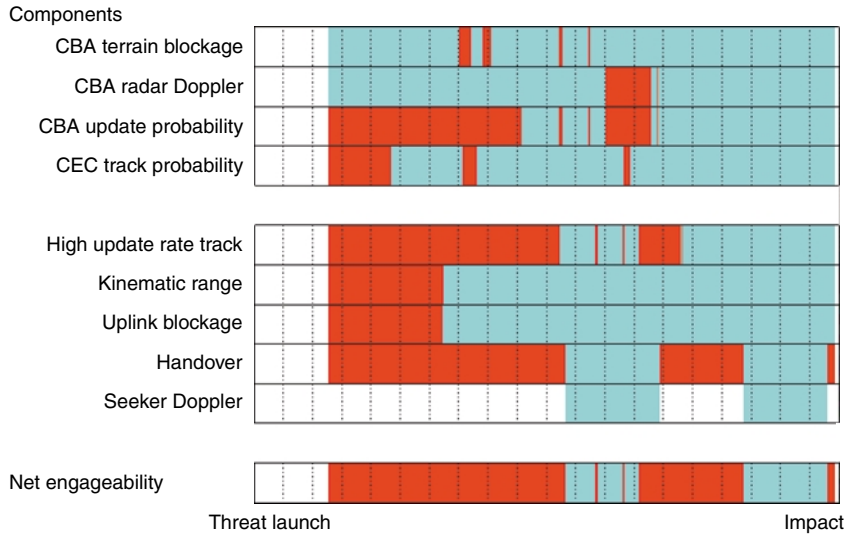 Components
CBA terrain blockage
CBA radar Doppler
CBA update probability
CEC track probability
High update rate track
Kinematic range
Uplink blockage
Handover
Seeker Doppler
Net engageability
Threat launch Impact